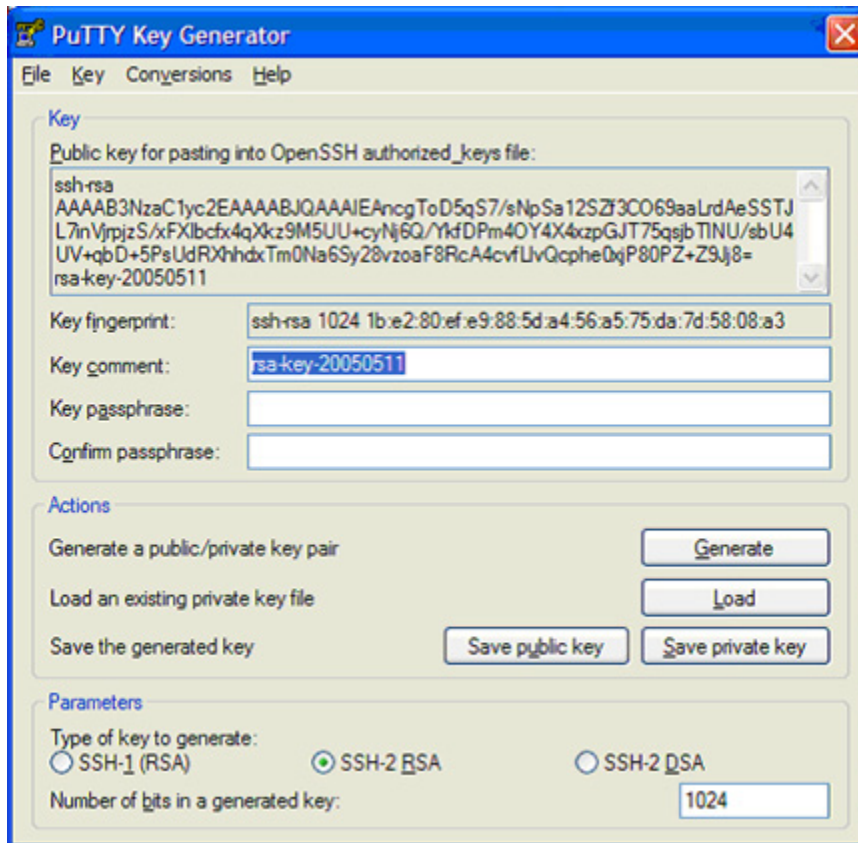 PuTTY Key Generator
File Key Conversions Help
Key
Public key for pasting into OpenSSH authorized_keys file:
ssh-rsa
AAAAB3NzaC1yc2EAAAABJQAAAIEAncgToD5qS7/sNpSa12SZf3CO69aaLrdAeSSTJ
L7inVjrpjzS/xFXIbcfx4qXkz9M5UU+cyNj6Q/YkfDPm4OY4X4xzpGJT75qsjbTINU/sbU4
UV+qbD+5PsUdRXhhdxTm0Na6Sy28vzoaF8RcA4cvfLlvQcphe0xjP80PZ+Z9Jj8=
rsa-key-20050511
Key fingerprint: ssh-rsa 1024 1b:e2:80:ef:e9:88:5d:a4:56:a5:75:da:7d:58:08:a3
Key comment: rsa-key-20050511
Key passphrase:
Confirm passphrase:
Actions
Generate a public/private key pair Generate
Load an existing private key file Load
Save the generated key Save public key Save private key
Parameters
Type of key to generate:
SSH-1 (RSA) SSH-2 RSA SSH-2 DSA
Number of bits in a generated key: 1024